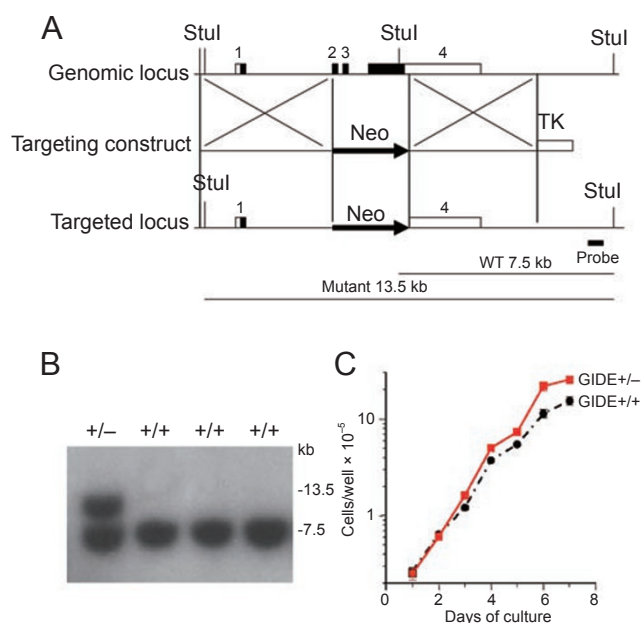 A
StuI
StuI
StuI
1
2 3
4
Genomic locus
Neo
TK
Targeting construct
StuI
StuI
1
Neo
4
Targeted locus
Probe
WT 7.5 kb
Mutant 13.5 kb
B
+/– +/+ +/+ +/+
kb
-13.5
-7.5
C
GIDE+/–
GIDE+/+
10
1
Cells/well × 10⁻⁵
0 2 4 6 8
Days of culture